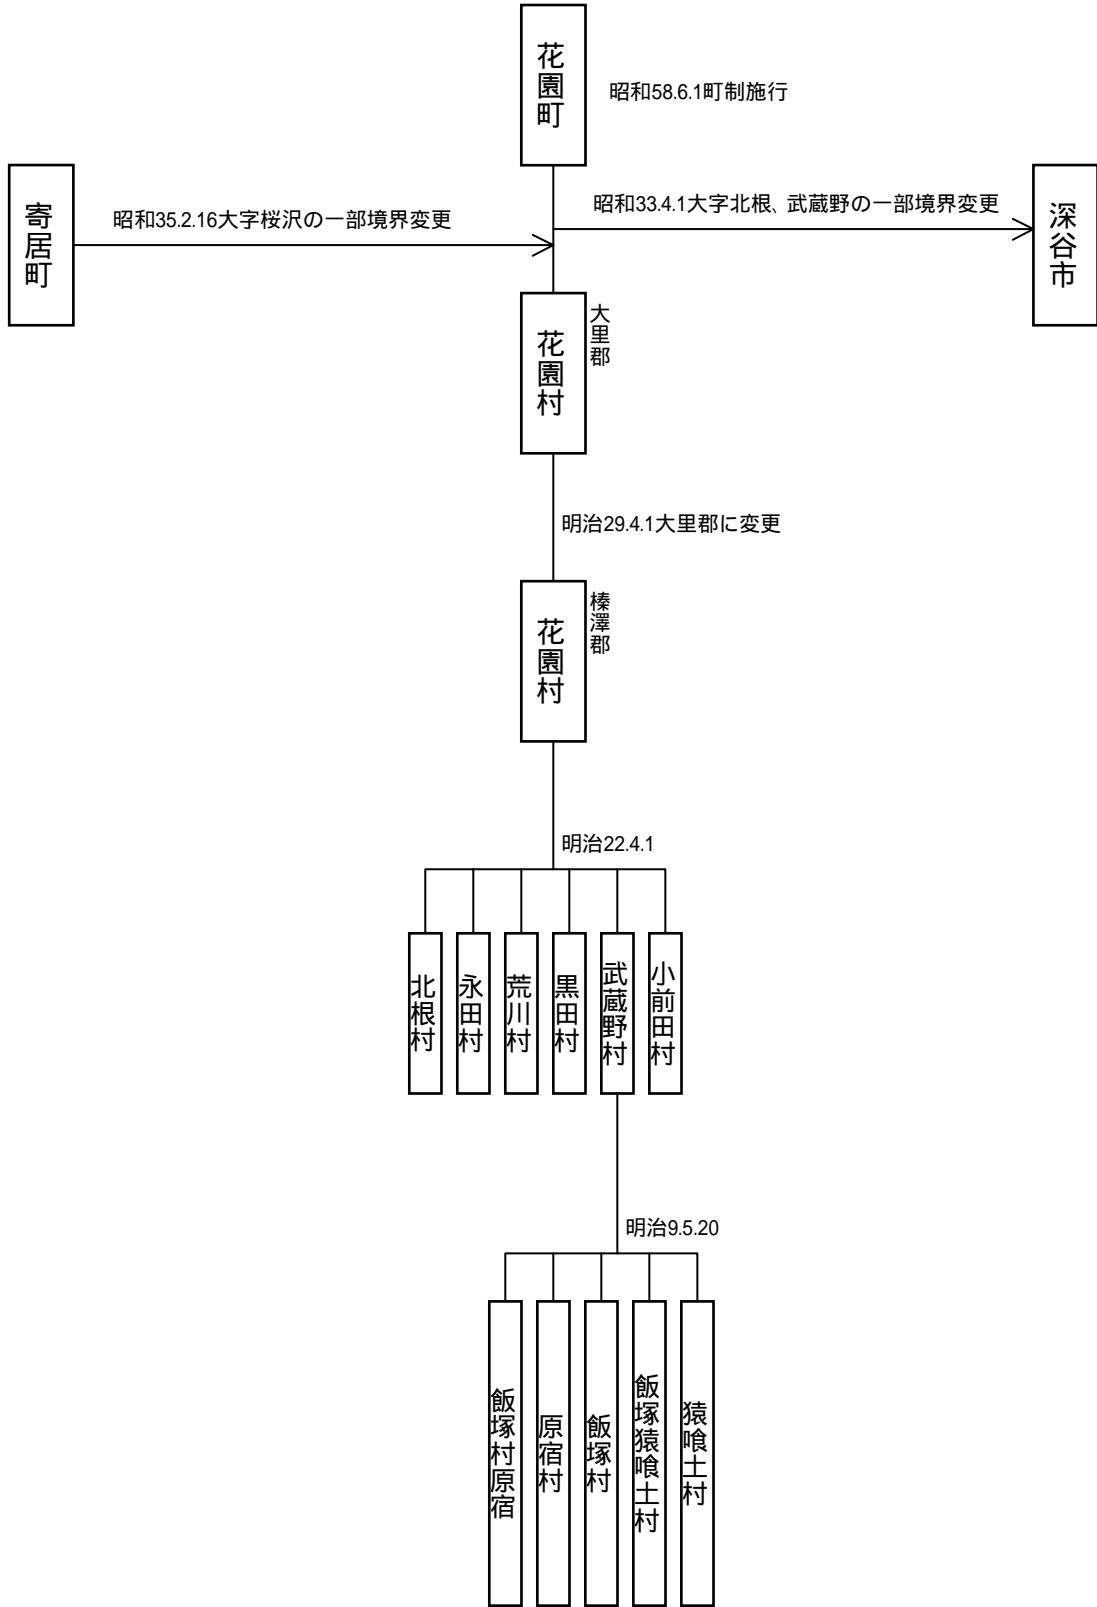 花園町
昭和58.6.1町制施行
寄居町
昭和35.2.16大字桜沢の一部境界変更
昭和33.4.1大字北根、武蔵野の一部境界変更
深谷市
花園村
大里郡
明治29.4.1大里郡に変更
花園村
榛澤郡
明治22.4.1
北根村
永田村
荒川村
黒田村
武蔵野村
小前田村
明治9.5.20
飯塚村原宿
原宿村
飯塚村
飯塚猿喰土村
猿喰土村